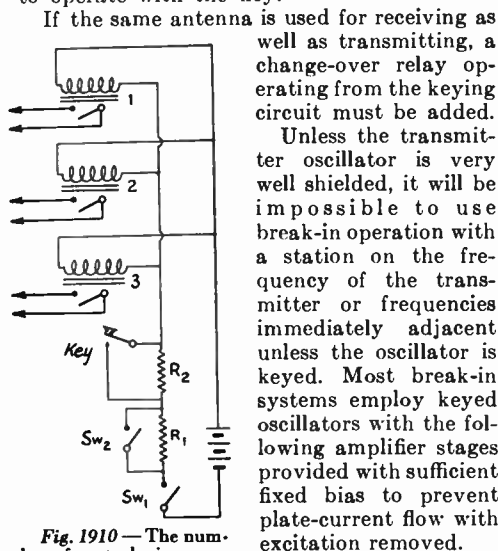 If the same antenna is used for receiving as
well as transmitting, a
change-over relay op-
erating from the keying
circuit must be added.
Unless the transmit-
ter oscillator is very
well shielded, it will be
impossible to use
break-in operation with
a station on the fre-
quency of the trans-
mitter or frequencies
immediately adjacent
unless the oscillator is
keyed. Most break-in
systems employ keyed
oscillators with the fol-
lowing amplifier stages
provided with sufficient
fixed bias to prevent
plate-current flow with
excitation removed.
1
2
3
Key
R2
Sw2
R1
Sw1
Fig. 1910 — The num-